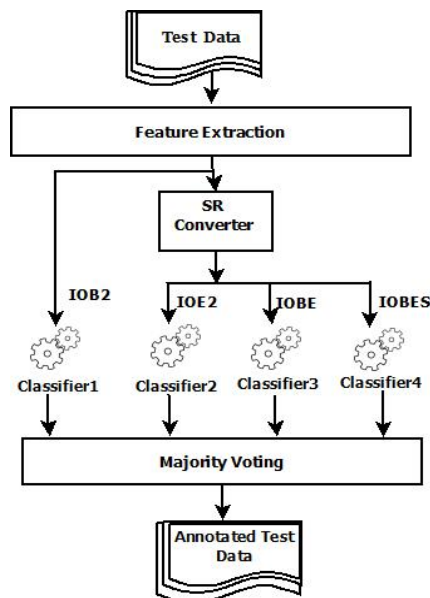 Test Data
Feature Extraction
SR
Converter
IOB2
IOE2
IOBE
IOBES
Classifier1
Classifier2
Classifier3
Classifier4
Majority Voting
Annotated Test
Data